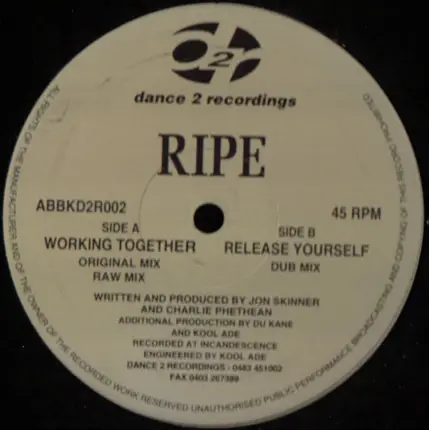 2
dance 2 recordings
RIPE
ABBKD2R002
45 RPM
SIDE A
WORKING TOGETHER
ORIGINAL MIX
RAW MIX
SIDE B
RELEASE YOURSELF
DUB MIX
WRITTEN AND PRODUCED BY JON SKINNER
AND CHARLIE PHETHEAN
ADDITIONAL PRODUCTION BY DU KANE
AND KOOL ADE
RECORDED AT INCANDESCENCE
ENGINEERED BY KOOL ADE
DANCE 2 RECORDINGS - 0483 451002
FAX 0403 267389
ALL RIGHTS OF THE MANUFACTURER AND OF THE OWNER OF THE RECORDED WORK RESERVED UNAUTHORISED PUBLIC PERFORMANCE BROADCASTING AND COPYING OF THIS RECORD PROHIBITED